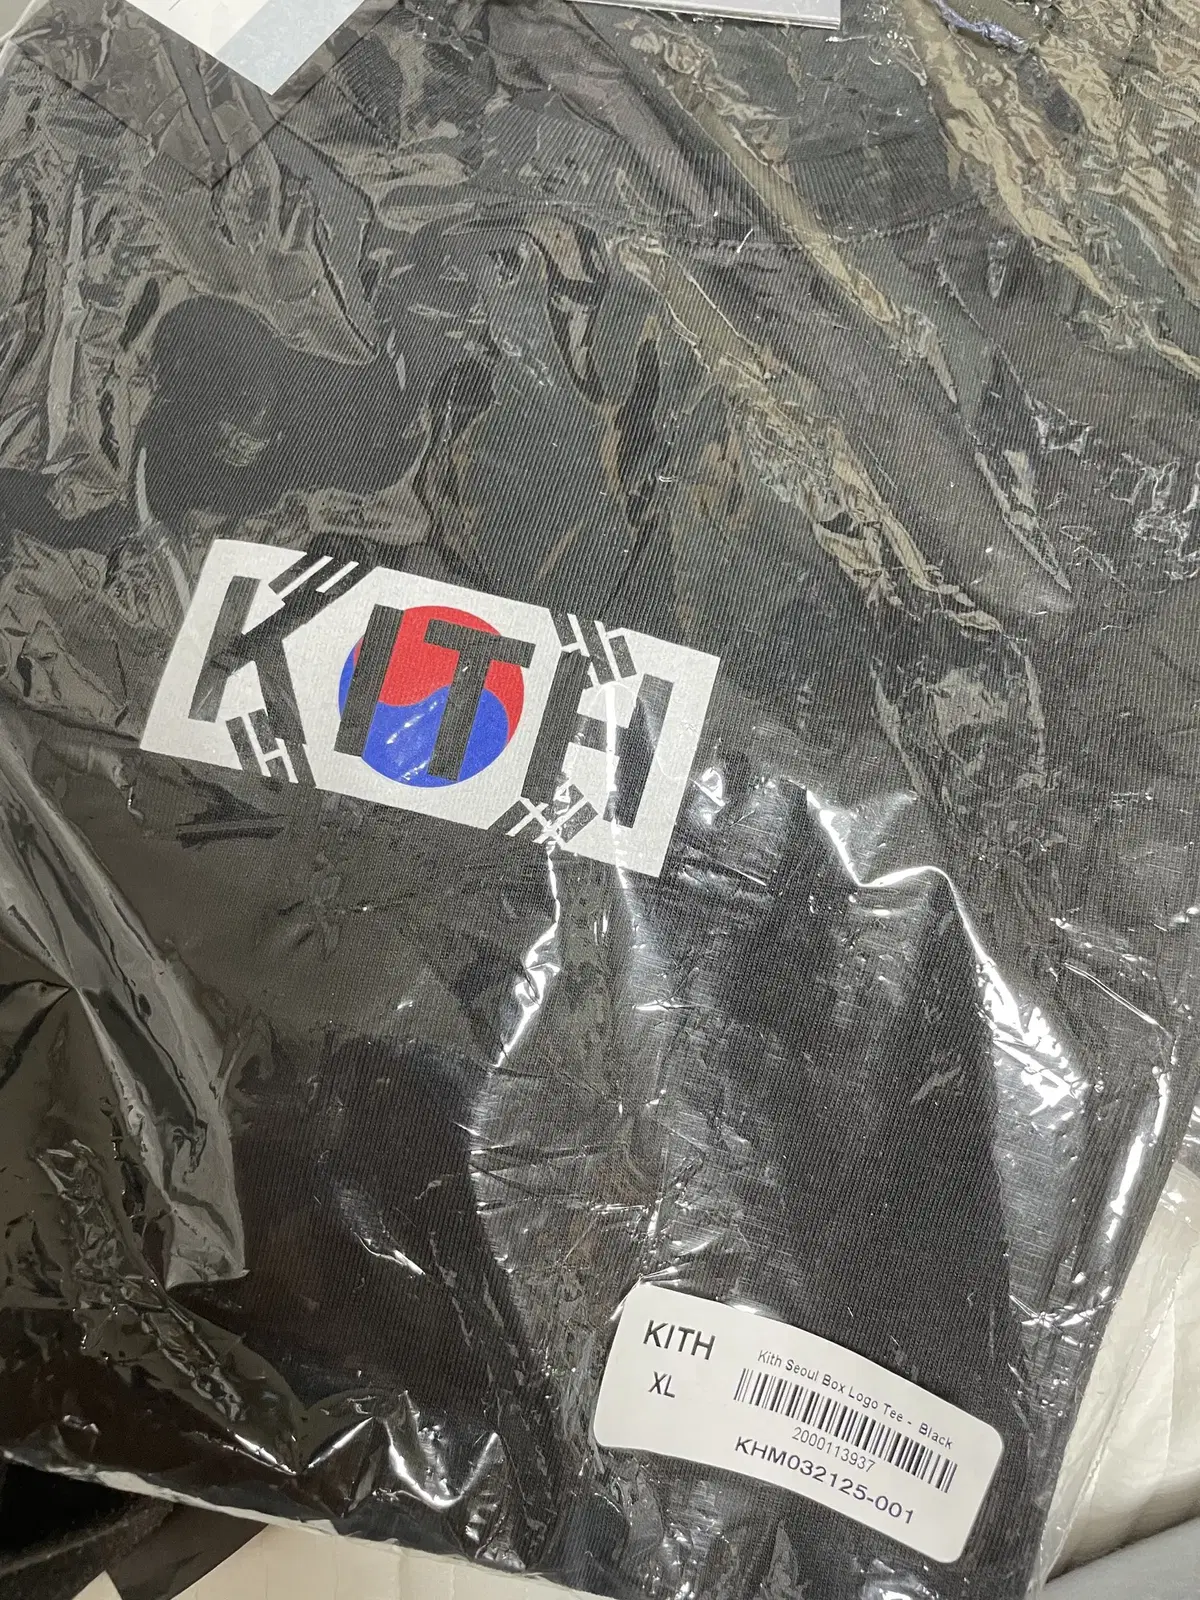 KITH
KITH
XL
Kith Seoul Box Logo Tee - Black
2000113937
KHM032125-001